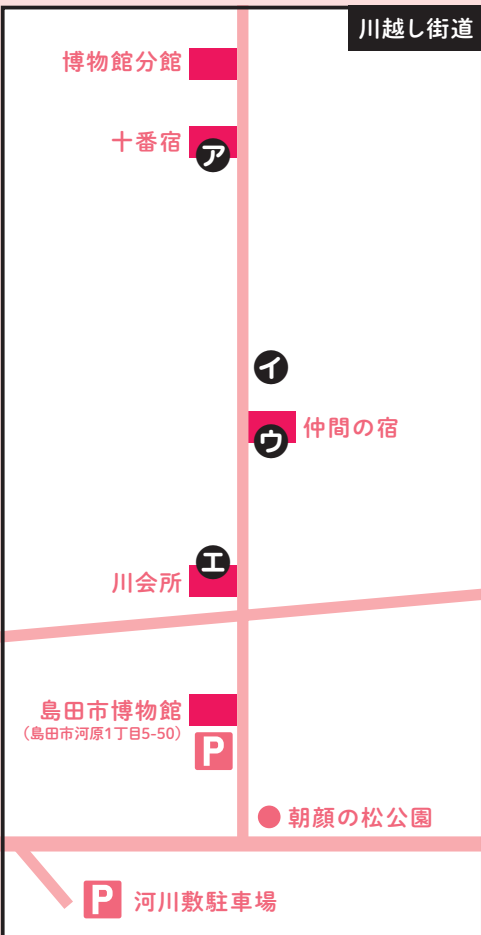 川越し街道
博物館分館
十番宿
ア
イ
ウ
仲間の宿
エ
川会所
島田市博物館
（島田市河原1丁目5-50）
P
朝顔の松公園
P
河川敷駐車場